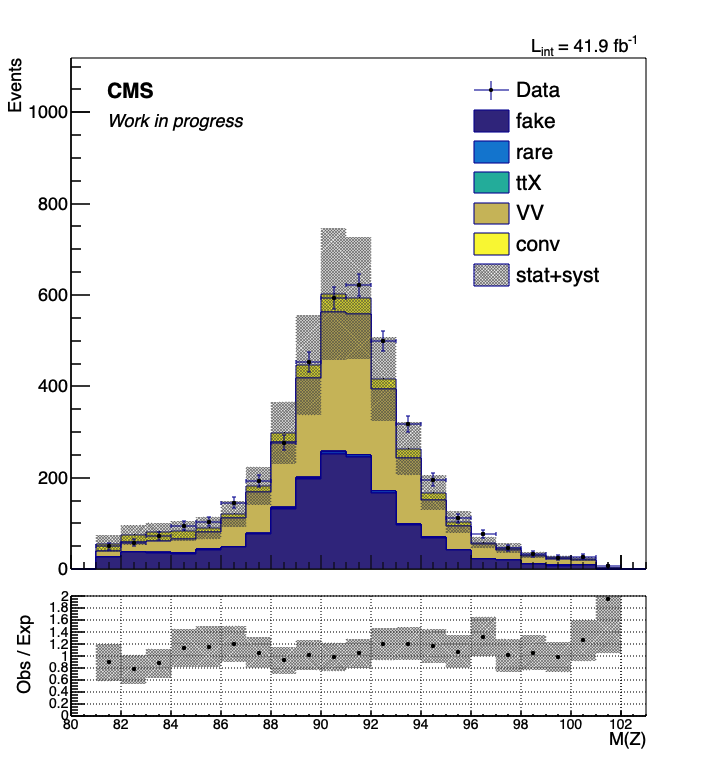 L_int = 41.9 fb⁻¹
Events
CMS
Work in progress
Data
fake
rare
ttX
VV
conv
stat+syst
1000
800
600
400
200
0
Obs / Exp
2
1.8
1.6
1.4
1.2
1
0.8
0.6
0.4
0.2
0
80 82 84 86 88 90 92 94 96 98 100 102
M(Z)